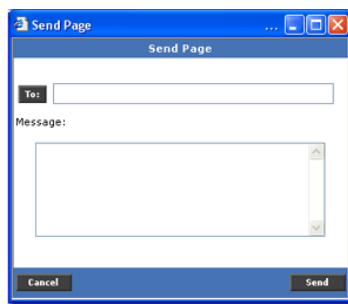 Send Page ...
Send Page
To:
Message:
Cancel Send